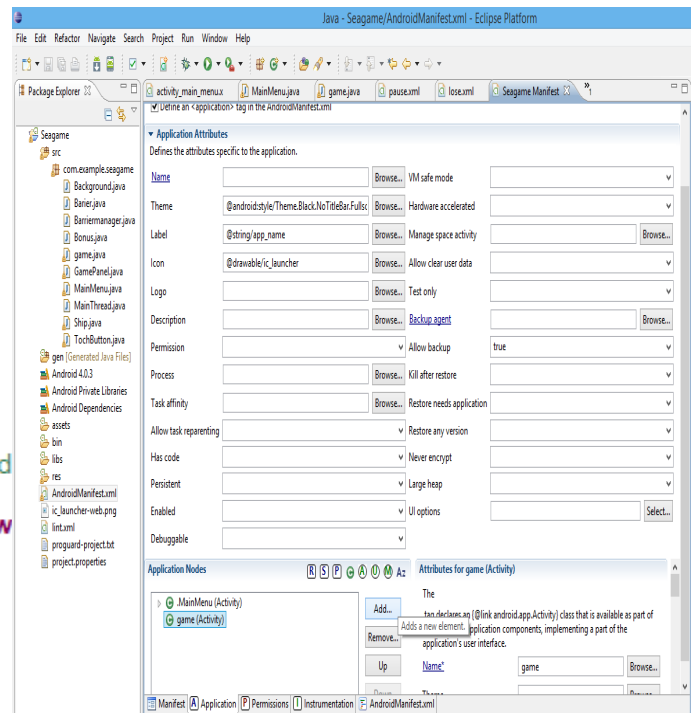 Java - Seagame/AndroidManifest.xml - Eclipse Platform
File Edit Refactor Navigate Search Project Run Window Help
Package Explorer
activity_main_menu.x MainMenu.java game.java pause.xml lose.xml Seagame Manifest 1
Seagame
src
com.example.seagame
Background.java
Barier.java
Barriermanager.java
Bonus.java
game.java
GamePanel.java
MainMenu.java
MainThread.java
Ship.java
TochButton.java
gen [Generated Java Files]
Android 4.0.3
Android Private Libraries
Android Dependencies
assets
bin
libs
res
AndroidManifest.xml
ic_launcher-web.png
lint.xml
proguard-project.txt
project.properties
d
w
Define an <application> tag in the AndroidManifest.xml
Application Attributes
Defines the attributes specific to the application.
Name Browse... VM safe mode
Theme @android:style/Theme.Black.NoTitleBar.Fullsc Browse... Hardware accelerated
Label @string/app_name Browse... Manage space activity Browse...
Icon @drawable/ic_launcher Browse... Allow clear user data
Logo Browse... Test only
Description Browse... Backup agent Browse...
Permission Allow backup true
Process Browse... Kill after restore
Task affinity Browse... Restore needs application
Allow task reparenting Restore any version
Has code Never encrypt
Persistent Large heap
Enabled UI options Select...
Debuggable
Application Nodes R S P A U M Az
.MainMenu (Activity)
game (Activity)
Add...
Adds a new element.
Remove...
Up
Down
Attributes for game (Activity)
The
tag declares an {@link android.app.Activity} class that is available as part of
pplication components, implementing a part of the
application's user interface.
Name* game Browse...
Theme
Manifest A Application P Permissions I Instrumentation AndroidManifest.xml